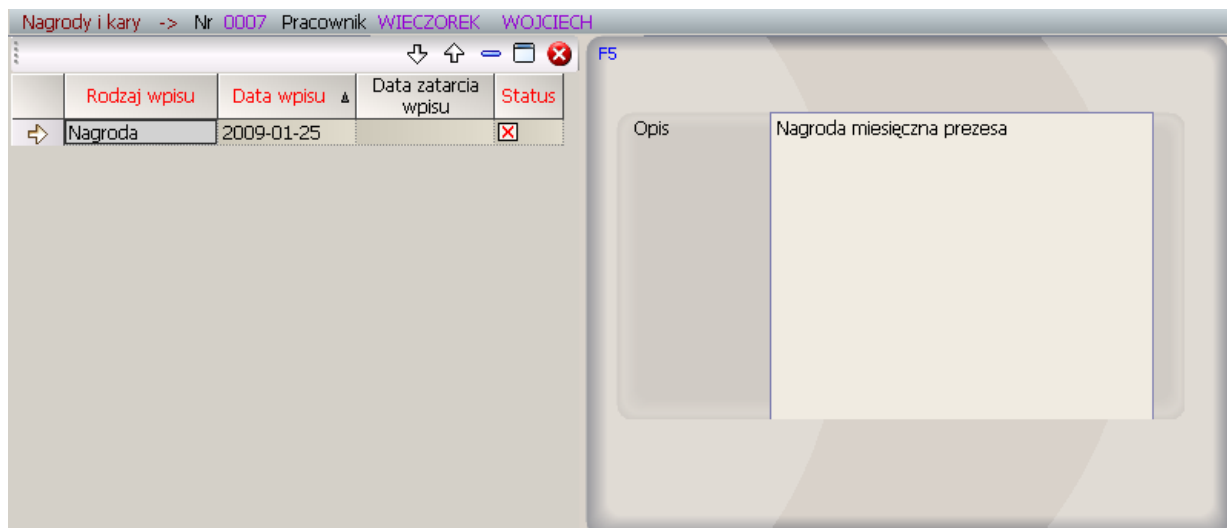 Nagrody i kary -> Nr 0007 Pracownik WIECZOREK WOJCIECH
F5
Rodzaj wpisu Data wpisu Data zatarcia wpisu Status
Nagroda 2009-01-25
Opis Nagroda miesięczna prezesa